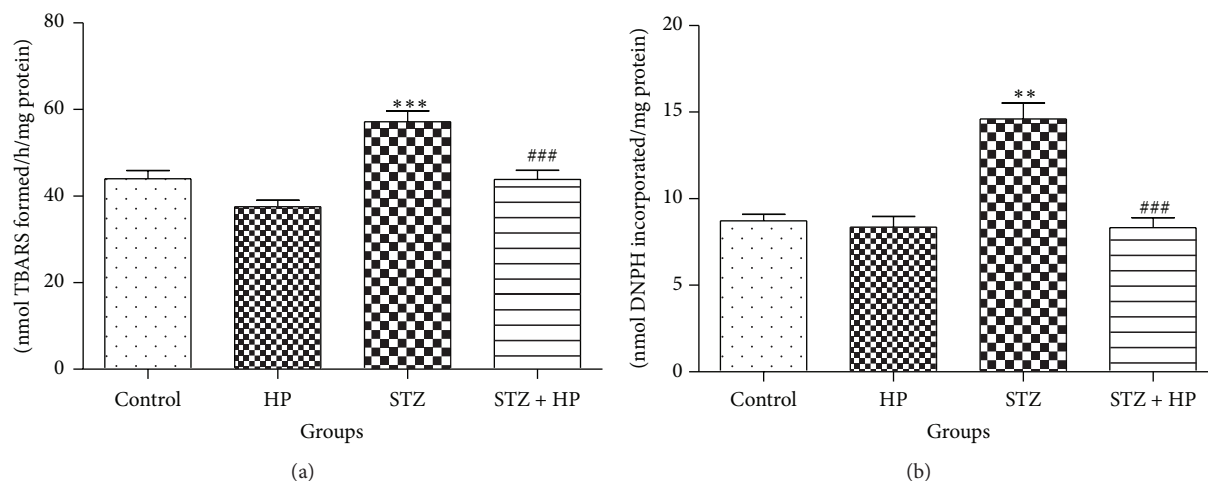 (nmol TBARS formed/h/mg protein)
80
60
40
20
0
***
###
Control
HP
STZ
STZ + HP
Groups
(a)
(nmol DNPH incorporated/mg protein)
20
15
10
5
0
**
###
Control
HP
STZ
STZ + HP
Groups
(b)